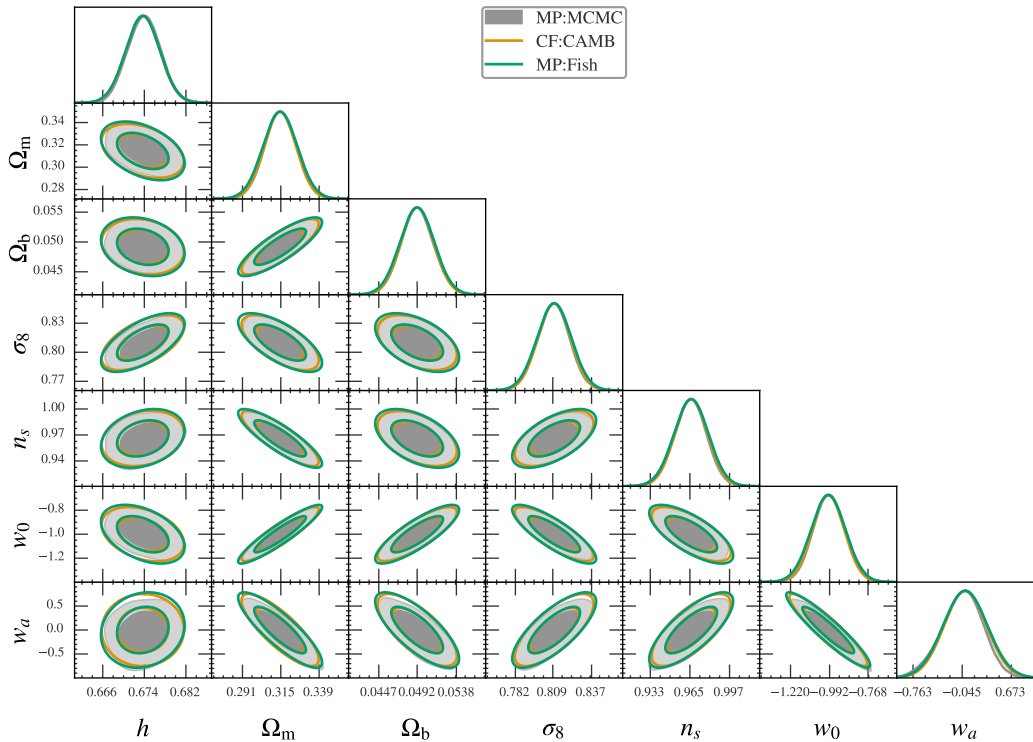 MP:MCMC
CF:CAMB
MP:Fish
Ωm
0.34
0.32
0.30
0.28
Ωb
0.055
0.050
0.045
σ8
0.83
0.80
0.77
ns
1.00
0.97
0.94
w0
−0.8
−1.0
−1.2
wa
0.5
0.0
−0.5
0.666 0.674 0.682 0.291 0.315 0.339 0.0447 0.0492 0.0538 0.782 0.809 0.837 0.933 0.965 0.997 −1.220 −0.992 −0.768 −0.763 −0.045 0.673
h Ωm Ωb σ8 ns w0 wa